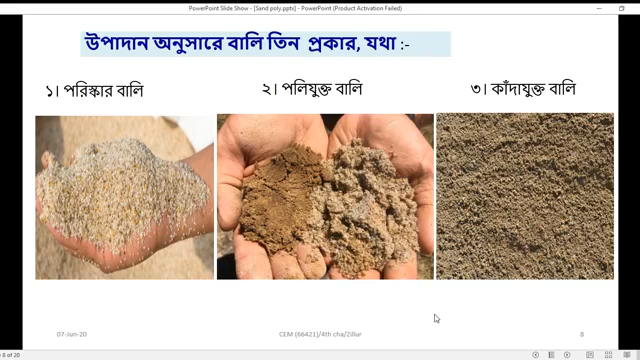 PowerPoint Slide Show - [Sand poly.pptx] - PowerPoint (Product Activation Failed)
উপাদান অনুসারে বালি তিন প্রকার, যথা :-
১। পরিস্কার বালি
২। পলিযুক্ত বালি
৩। কাঁদাযুক্ত বালি
07-Jun-20
CEM (66421)/4th cha/Zillur
8
8 of 20